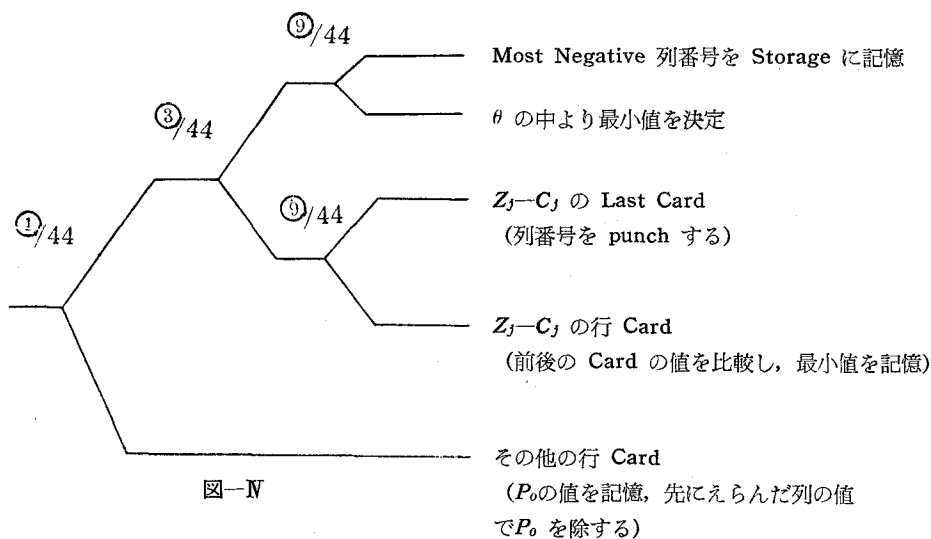 ⑨/44
Most Negative 列番号を Storage に記憶
③/44
θ の中より最小値を決定
⑨/44
Zj—Cj の Last Card
(列番号を punch する)
①/44
Zj—Cj の行 Card
(前後の Card の値を比較し,最小値を記憶)
その他の行 Card
(P₀の値を記憶,先にえらんだ列の値
でP₀ を除する)
図—Ⅳ